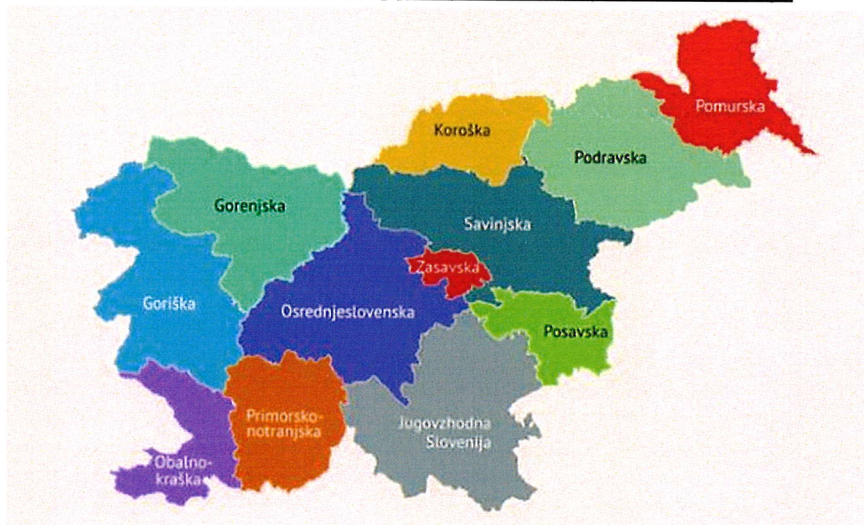 Pomurska
Koroška
Podravska
Gorenjska
Savinjska
Zasavska
Goriška
Osrednjeslovenska
Posavska
Primorsko-
notranjska
Jugovzhodna
Slovenija
Obalno-
kraška